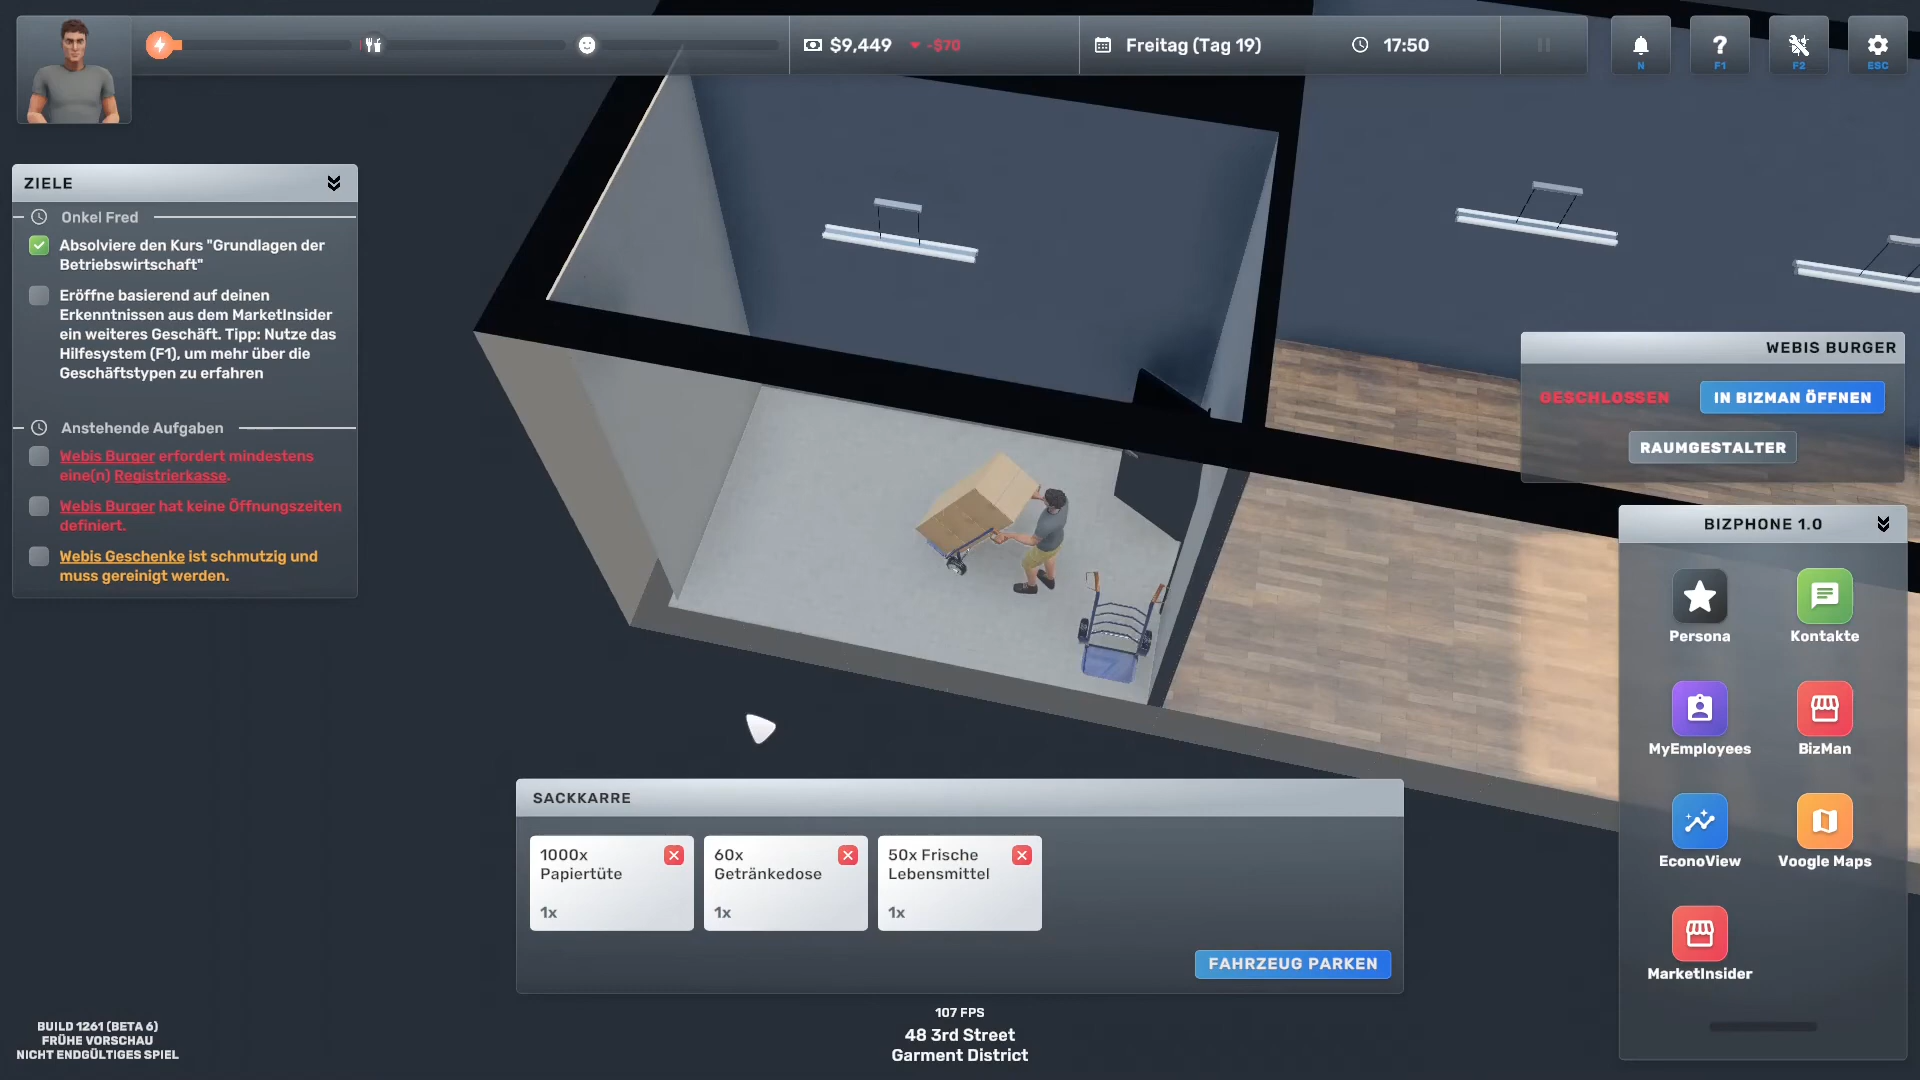 $9,449
-$70
Freitag (Tag 19)
17:50
N
F1
F2
ESC
ZIELE
Onkel Fred
Absolviere den Kurs "Grundlagen der
Betriebswirtschaft"
Eröffne basierend auf deinen
Erkenntnissen aus dem MarketInsider
ein weiteres Geschäft. Tipp: Nutze das
Hilfesystem (F1), um mehr über die
Geschäftstypen zu erfahren
Anstehende Aufgaben
Webis Burger erfordert mindestens
eine(n) Registrierkasse.
Webis Burger hat keine Öffnungszeiten
definiert.
Webis Geschenke ist schmutzig und
muss gereinigt werden.
WEBIS BURGER
GESCHLOSSEN
IN BIZMAN ÖFFNEN
RAUMGESTALTER
BIZPHONE 1.0
Persona
Kontakte
MyEmployees
BizMan
EconoView
Voogle Maps
MarketInsider
SACKKARRE
1000x
Papiertüte
1x
60x
Getränkedose
1x
50x Frische
Lebensmittel
1x
FAHRZEUG PARKEN
107 FPS
48 3rd Street
Garment District
BUILD 1261 (BETA 6)
FRÜHE VORSCHAU
NICHT ENDGÜLTIGES SPIEL